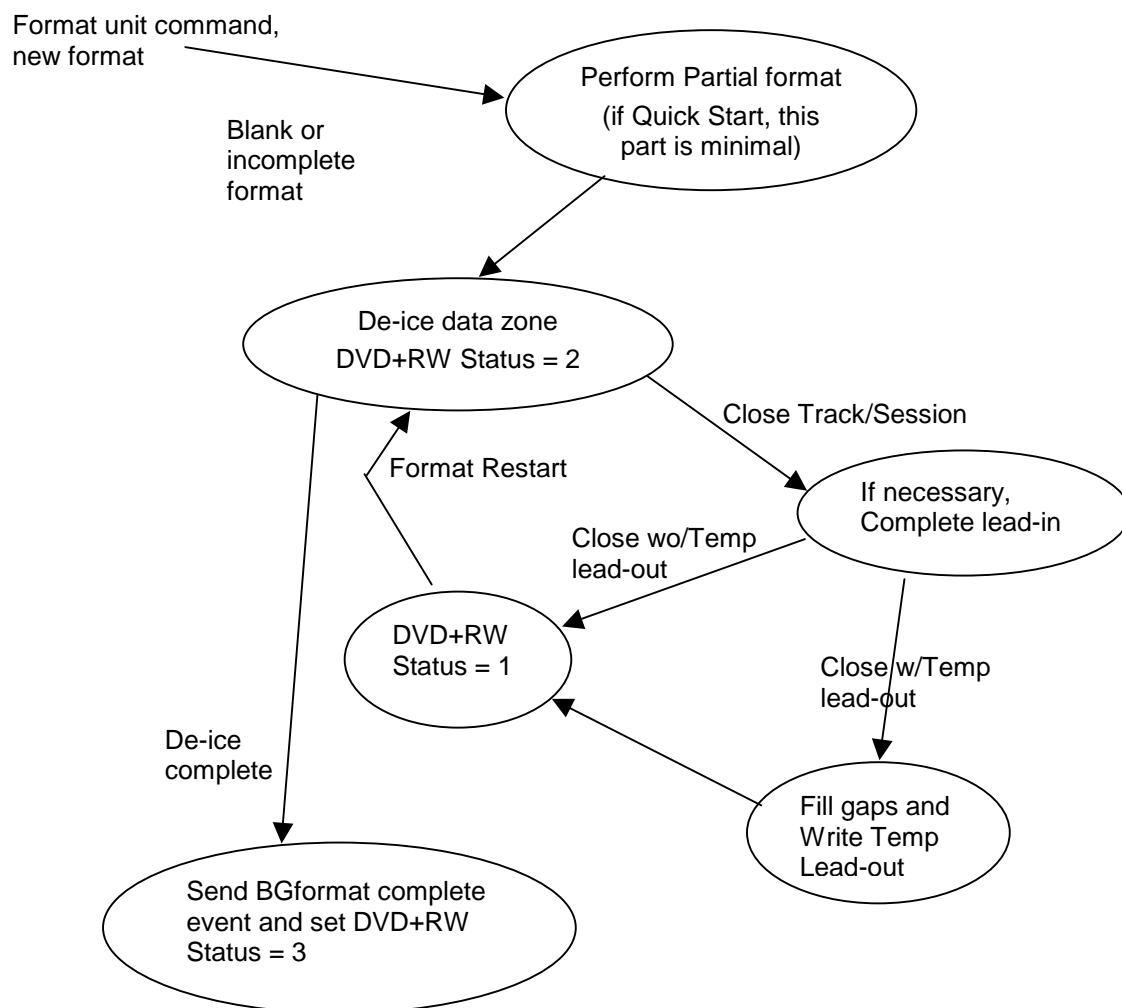 Format unit command,
new format
Perform Partial format
(if Quick Start, this
part is minimal)
Blank or
incomplete
format
De-ice data zone
DVD+RW Status = 2
Close Track/Session
Format Restart
If necessary,
Complete lead-in
Close wo/Temp
lead-out
DVD+RW
Status = 1
Close w/Temp
lead-out
De-ice
complete
Fill gaps and
Write Temp
Lead-out
Send BGformat complete
event and set DVD+RW
Status = 3